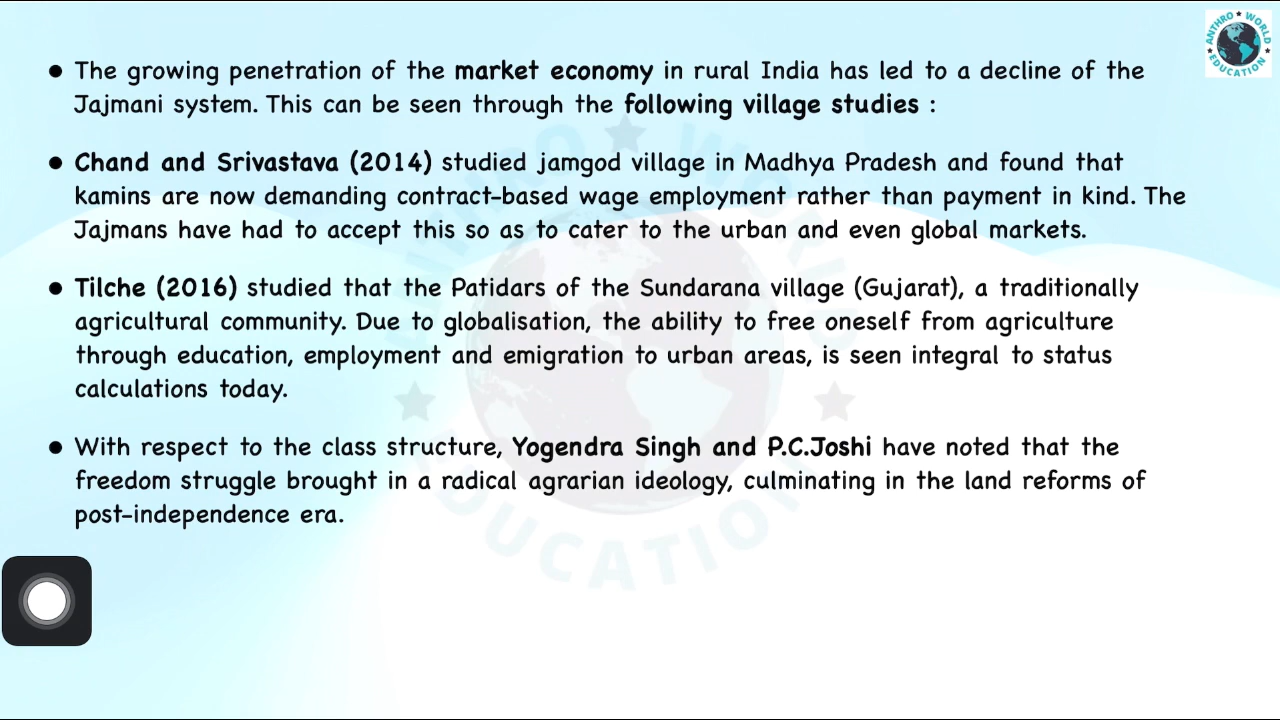 ANTHRO WORLD
EDUCATION
● The growing penetration of the market economy in rural India has led to a decline of the
Jajmani system. This can be seen through the following village studies :
● Chand and Srivastava (2014) studied jamgod village in Madhya Pradesh and found that
kamins are now demanding contract-based wage employment rather than payment in kind. The
Jajmans have had to accept this so as to cater to the urban and even global markets.
● Tilche (2016) studied that the Patidars of the Sundarana village (Gujarat), a traditionally
agricultural community. Due to globalisation, the ability to free oneself from agriculture
through education, employment and emigration to urban areas, is seen integral to status
calculations today.
● With respect to the class structure, Yogendra Singh and P.C.Joshi have noted that the
freedom struggle brought in a radical agrarian ideology, culminating in the land reforms of
post-independence era.
ANTHRO WORLD
EDUCATION